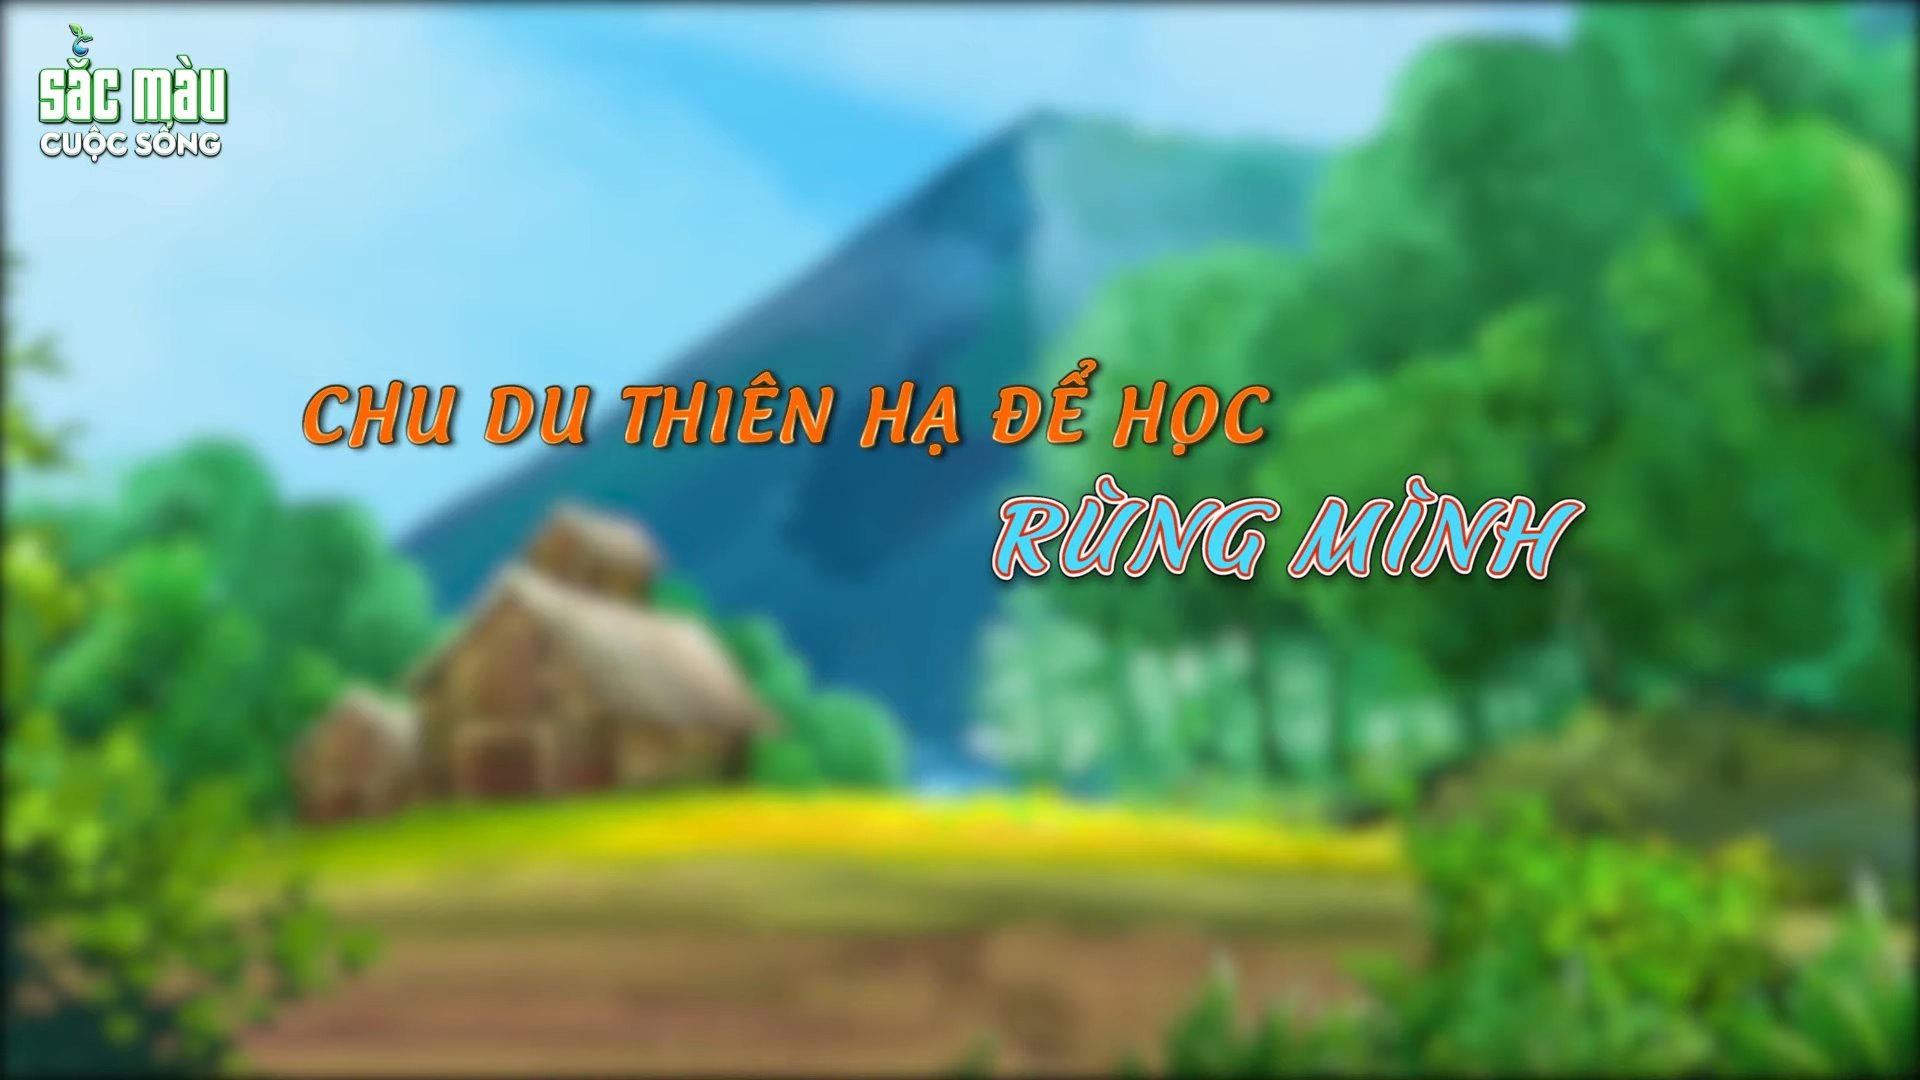 SẮC MÀU
CUỘC SỐNG
CHU DU THIÊN HẠ ĐỂ HỌC
RỪNG MÌNH